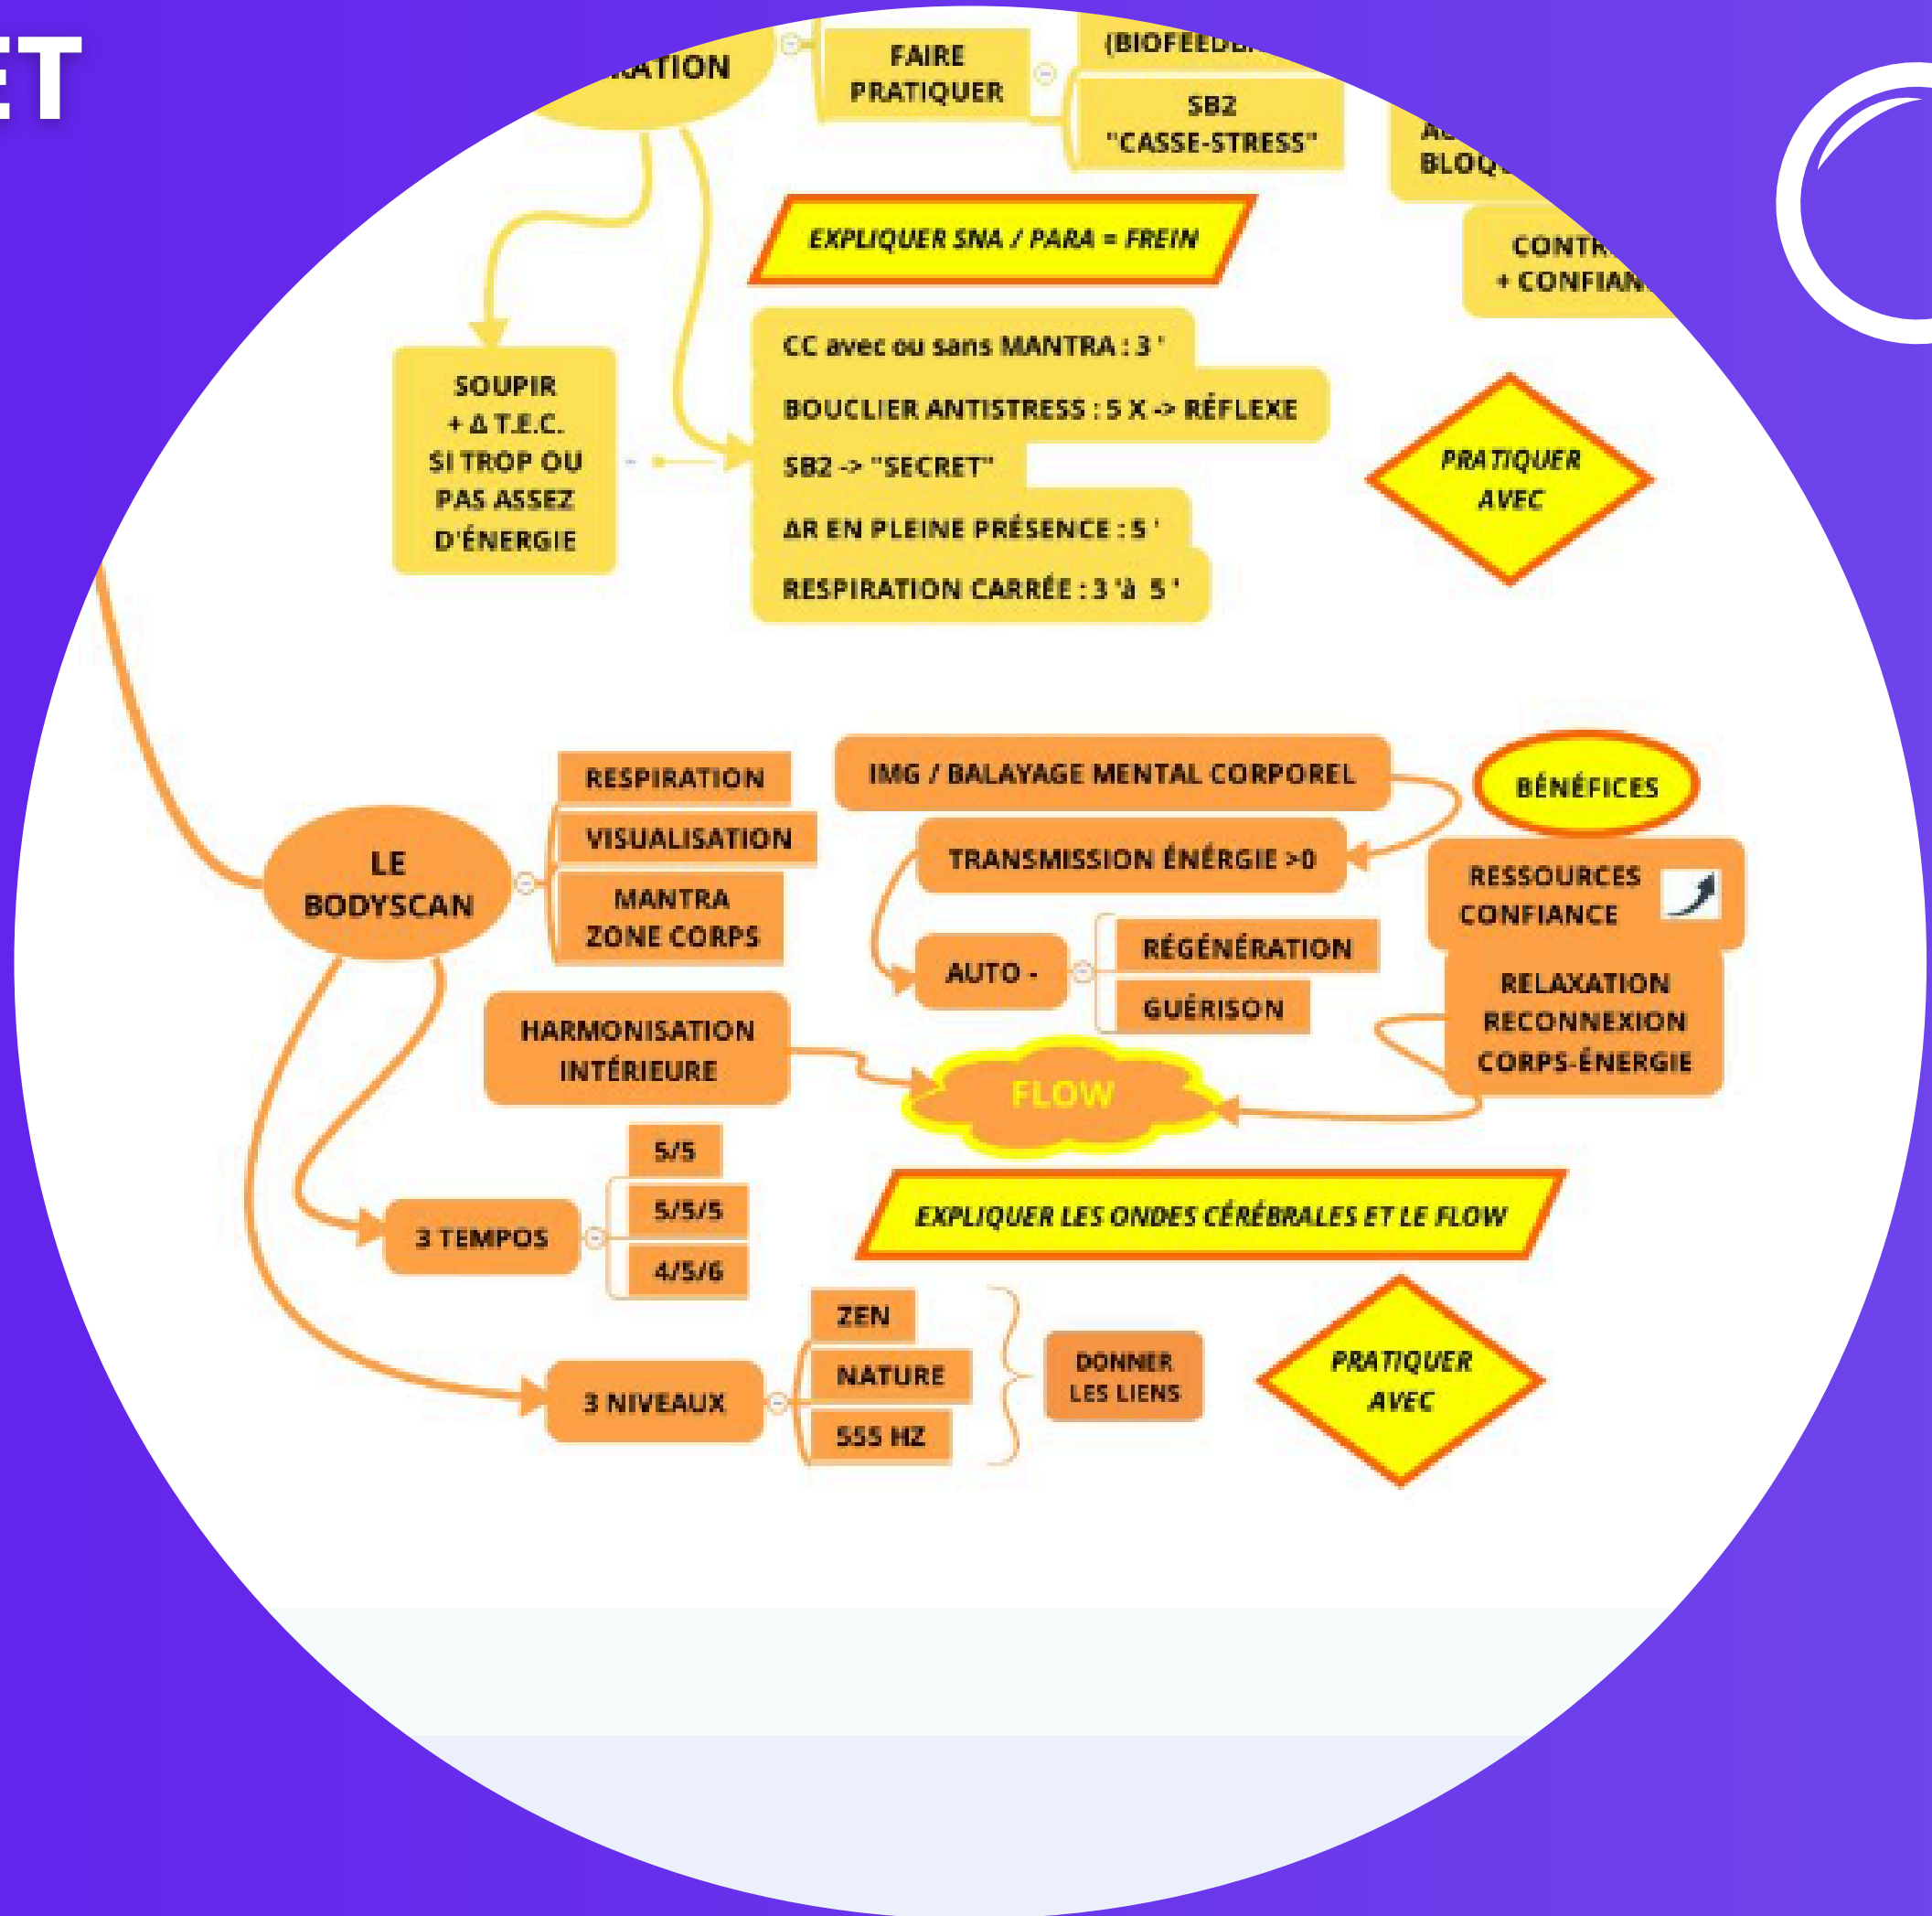 ET
FAIRE
PRATIQUER
SB2
"CASSE-STRESS"
EXPLIQUER SNA / PARA = FREIN
SOUPIR
+ Δ T.E.C.
SI TROP OU
PAS ASSEZ
D'ÉNERGIE
CC avec ou sans MANTRA : 3 '
BOUCLIER ANTISTRESS : 5 X -> RÉFLEXE
SB2 -> "SECRET"
ΔR EN PLEINE PRÉSENCE : 5 '
RESPIRATION CARRÉE : 3 'à 5 '
PRATIQUER
AVEC
LE
BODYSCAN
RESPIRATION
VISUALISATION
MANTRA
ZONE CORPS
IMG / BALAYAGE MENTAL CORPOREL
TRANSMISSION ÉNÉRGIE >0
AUTO -
RÉGÉNÉRATION
GUÉRISON
BÉNÉFICES
RESSOURCES
CONFIANCE
RELAXATION
RECONNEXION
CORPS-ÉNERGIE
HARMONISATION
INTÉRIEURE
FLOW
3 TEMPOS
5/5
5/5/5
4/5/6
EXPLIQUER LES ONDES CÉRÉBRALES ET LE FLOW
3 NIVEAUX
ZEN
NATURE
555 HZ
DONNER
LES LIENS
PRATIQUER
AVEC